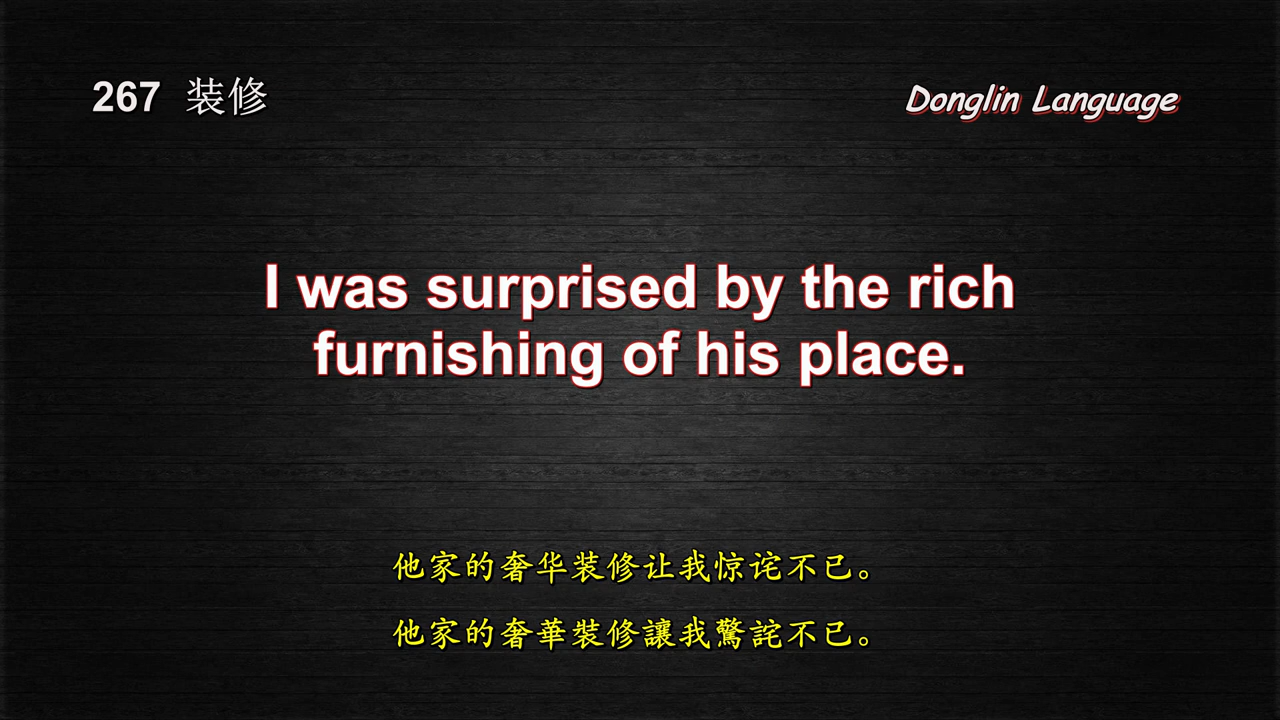 267 装修
Donglin Language
I was surprised by the rich
furnishing of his place.
他家的奢华装修让我惊诧不已。
他家的奢華裝修讓我驚詫不已。